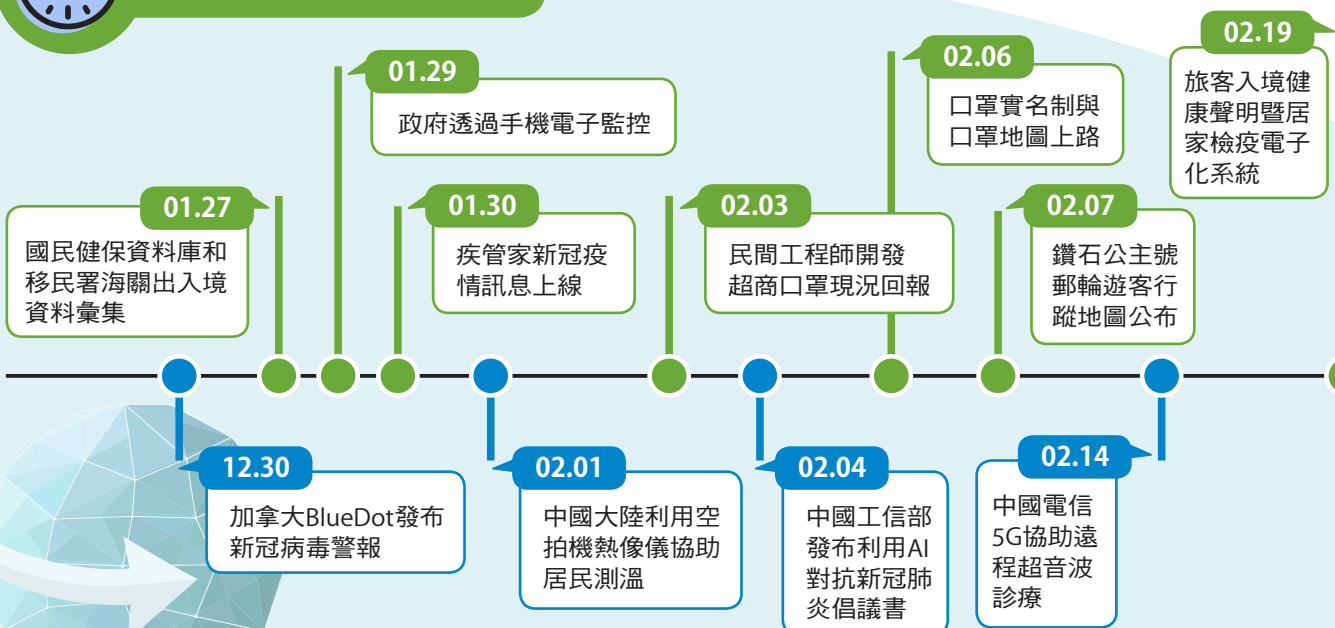 01.29
政府透過手機電子監控
02.06
口罩實名制與
口罩地圖上路
02.19
旅客入境健
康聲明暨居
家檢疫電子
化系統
01.27
國民健保資料庫和
移民署海關出入境
資料彙集
01.30
疾管家新冠疫
情訊息上線
02.03
民間工程師開發
超商口罩現況回報
02.07
鑽石公主號
郵輪遊客行
蹤地圖公布
12.30
加拿大BlueDot發布
新冠病毒警報
02.01
中國大陸利用空
拍機熱像儀協助
居民測溫
02.04
中國工信部
發布利用AI
對抗新冠肺
炎倡議書
02.14
中國電信
5G協助遠
程超音波
診療